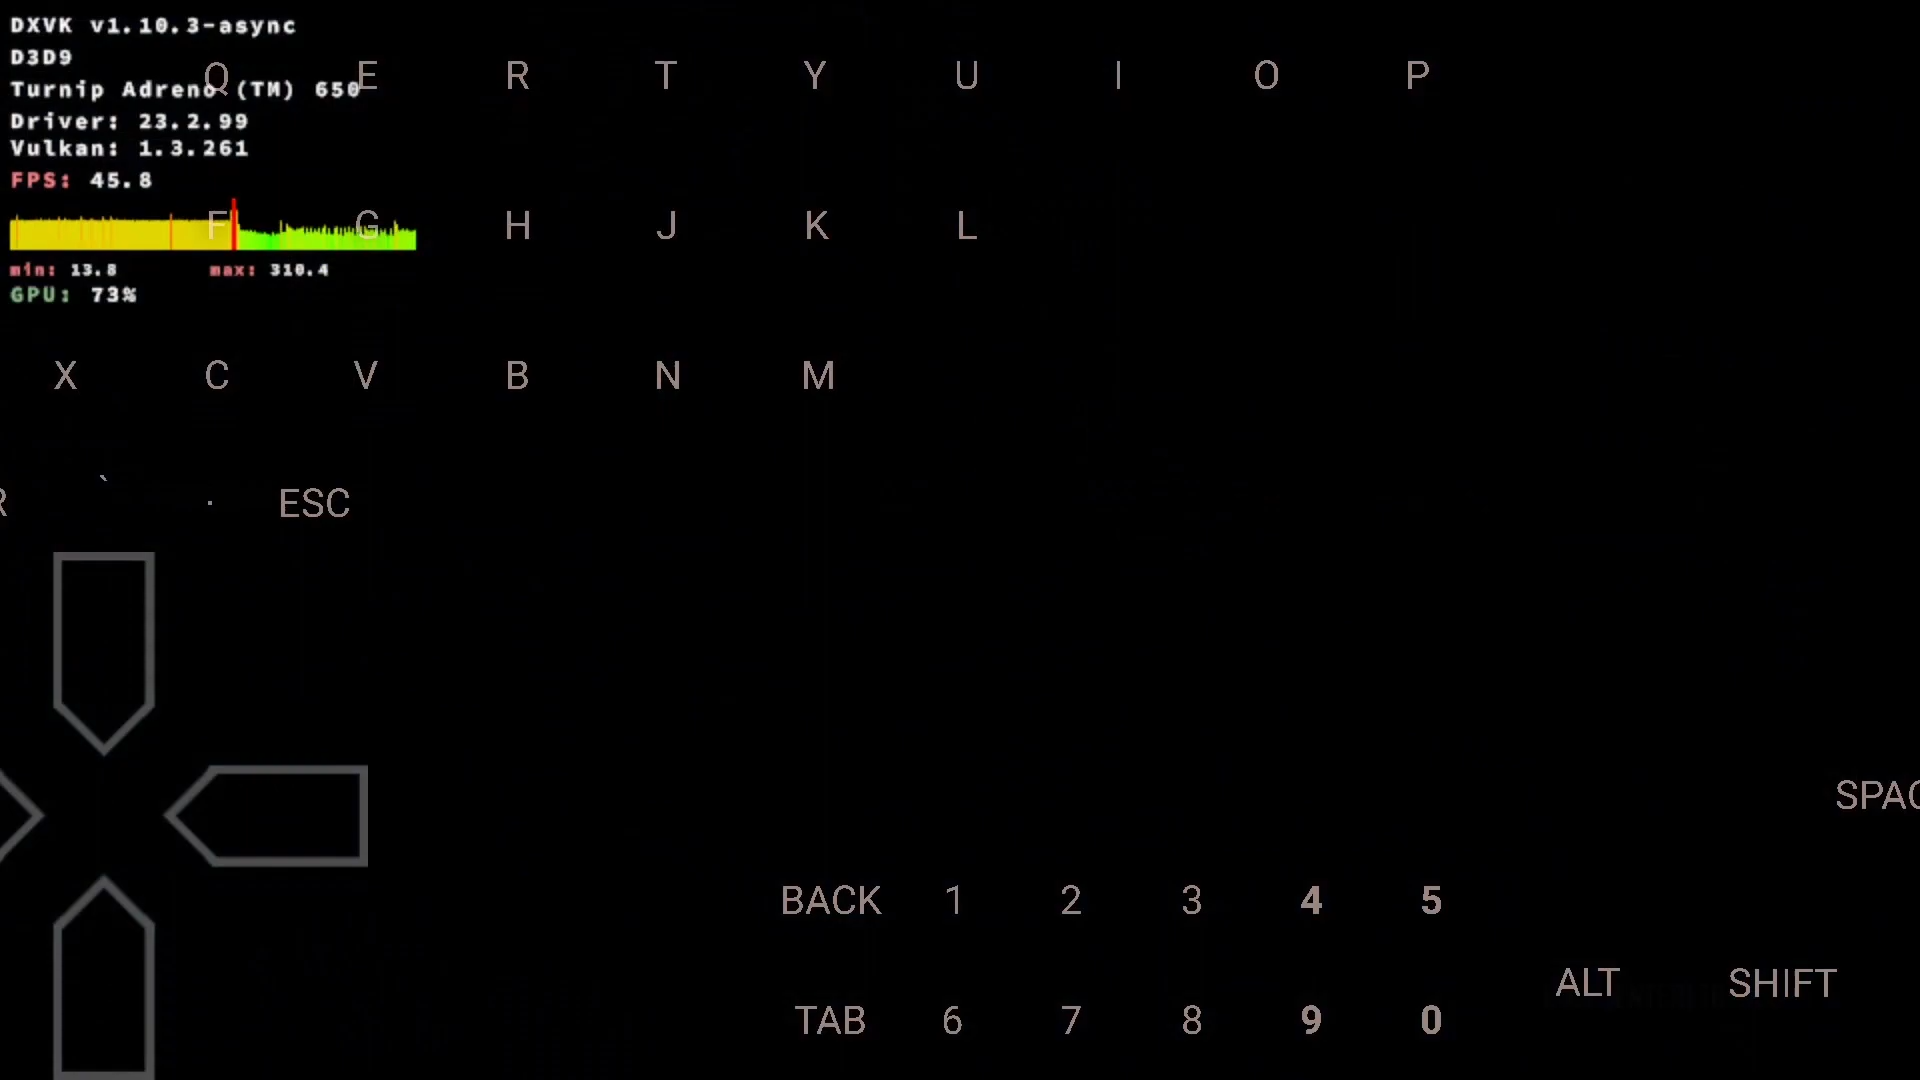 DXVK v1.10.3-async
D3D9
Turnip Adreno (TM) 650
Driver: 23.2.99
Vulkan: 1.3.261
FPS: 45.8
min: 13.8 max: 310.4
GPU: 73%
Q E R T Y U I O P
F G H J K L
X C V B N M
R ` . ESC
SPAC
BACK 1 2 3 4 5
ALT SHIFT
TAB 6 7 8 9 0